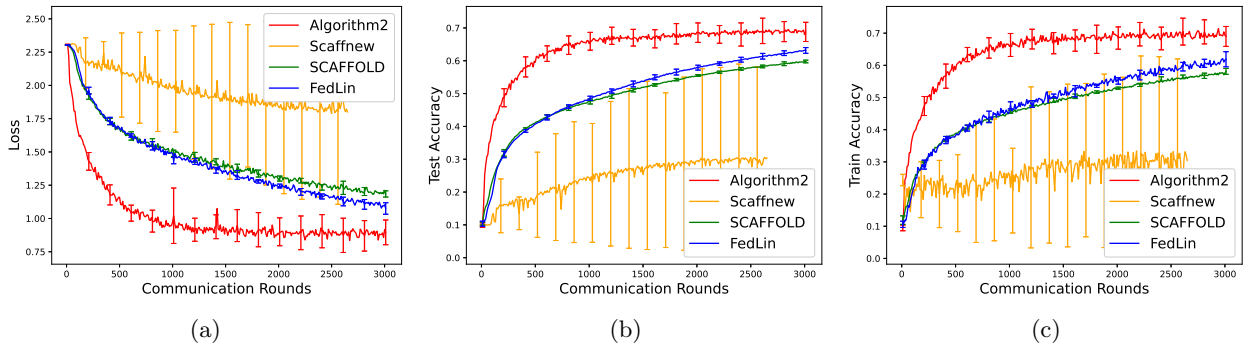 2.50
2.25
2.00
1.75
1.50
1.25
1.00
0.75
Loss
0 500 1000 1500 2000 2500 3000
Communication Rounds
Algorithm2
Scaffnew
SCAFFOLD
FedLin
(a)
0.8
0.7
0.6
0.5
0.4
0.3
0.2
0.1
0.0
Test Accuracy
0 500 1000 1500 2000 2500 3000
Communication Rounds
Algorithm2
Scaffnew
SCAFFOLD
FedLin
(b)
0.8
0.7
0.6
0.5
0.4
0.3
0.2
0.1
0.0
Train Accuracy
0 500 1000 1500 2000 2500 3000
Communication Rounds
Algorithm2
Scaffnew
SCAFFOLD
FedLin
(c)